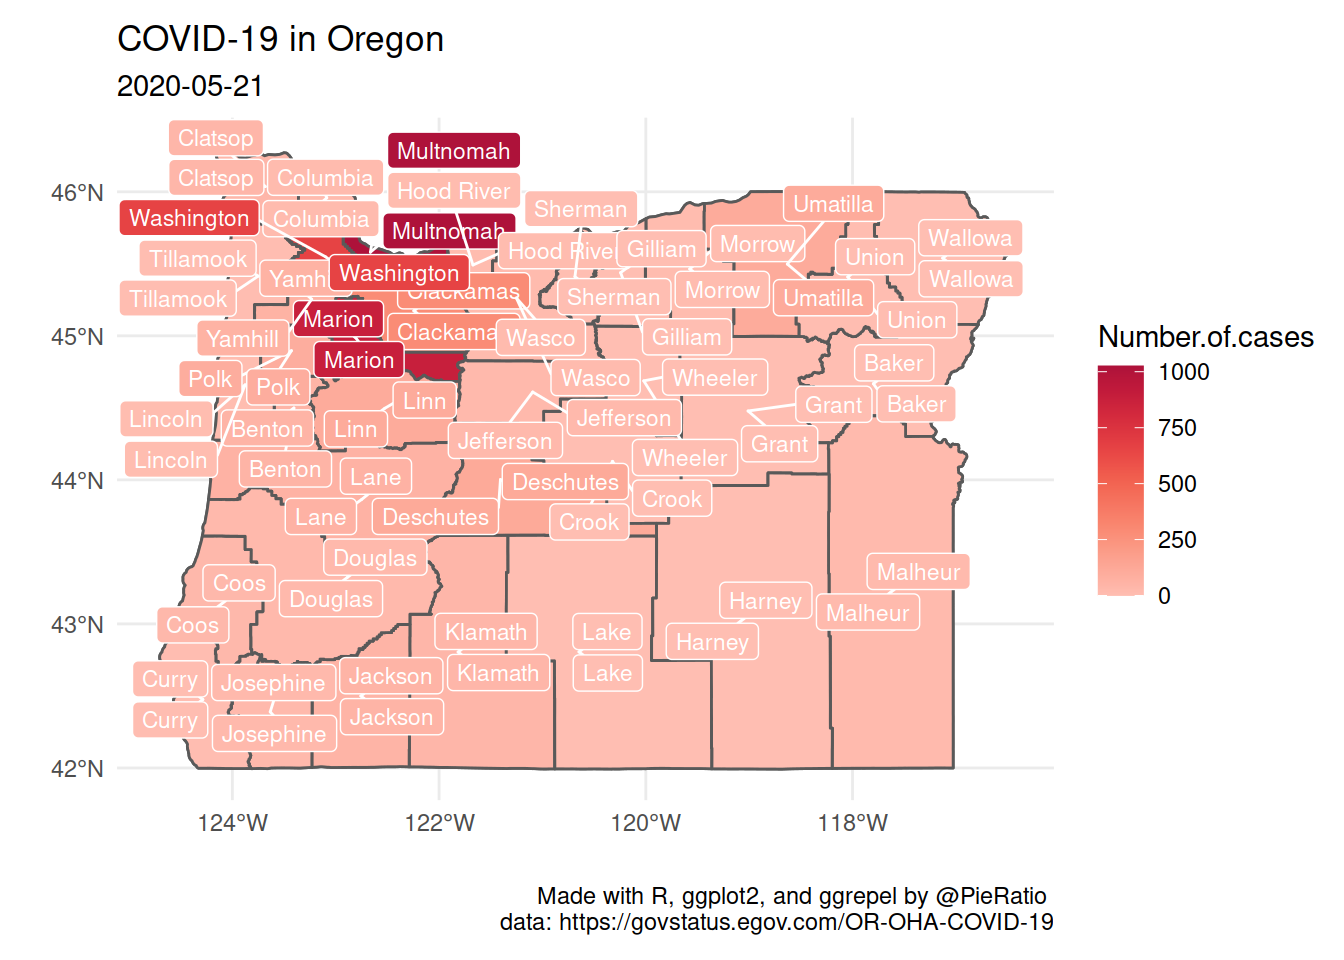 COVID-19 in Oregon
2020-05-21
Clatsop
Multnomah
Clatsop
Columbia
Hood River
46°N
Washington
Columbia
Sherman
Umatilla
Multnomah
Wallowa
Tillamook
Hood River
Gilliam
Morrow
Union
Yamh
Washington
Wallowa
Tillamook
Clackamas
Sherman
Morrow
Umatilla
Marion
Union
45°N
Yamhill
Clackama
Wasco
Gilliam
Number.of.cases
Marion
Baker
1000
Polk
Polk
Wasco
Wheeler
Linn
Grant
Baker
750
Lincoln
Benton
Linn
Jefferson
Jefferson
Grant
Lincoln
Benton
Wheeler
500
44°N
Lane
Deschutes
Crook
Lane
Deschutes
Crook
250
Douglas
Malheur
Coos
Douglas
Harney
0
43°N
Coos
Klamath
Lake
Harney
Malheur
Curry
Josephine
Jackson
Klamath
Lake
Curry
Josephine
Jackson
42°N
124°W
122°W
120°W
118°W
Made with R, ggplot2, and ggrepel by @PieRatio
data: https://govstatus.egov.com/OR-OHA-COVID-19